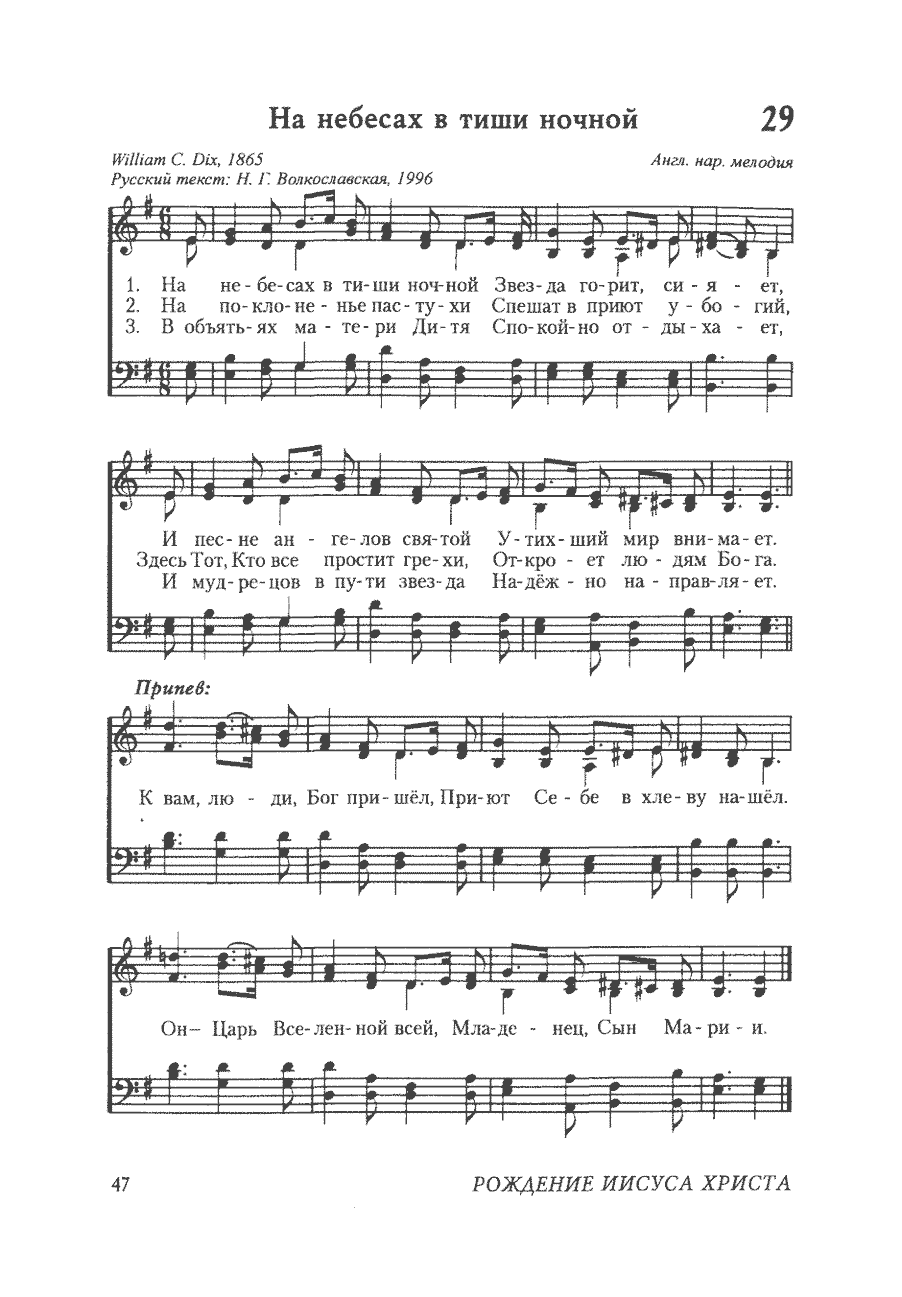 На небесах в тиши ночной 29
William C. Dix, 1865 Англ. нар. мелодия
Русский текст: Н. Г. Волкославская, 1996
1. На не - бе- сах в ти- ши ноч-ной Звез- да го- рит, си - я - ет,
2. На по - кло- не - нье пас- ту - хи Спешат в приют у - бо - гий,
3. В объять- ях ма - те - ри Ди - тя Спо - кой- но от - ды - ха - ет,
И пес- не ан - ге - лов свя- той У - тих - ший мир вни- ма - ет.
Здесь Тот, Кто все простит гре - хи, От- кро - ет лю - дям Бо - га.
И муд - ре - цов в пу - ти звез- да На- дёж - но на - прав-ля - ет.
Припев:
К вам, лю - ди, Бог при - шёл, При- ют Се - бе в хле - ву на-шёл.
Он— Царь Все - лен - ной всей, Мла- де - нец, Сын Ма - ри - и.
47 РОЖДЕНИЕ ИИСУСА ХРИСТА